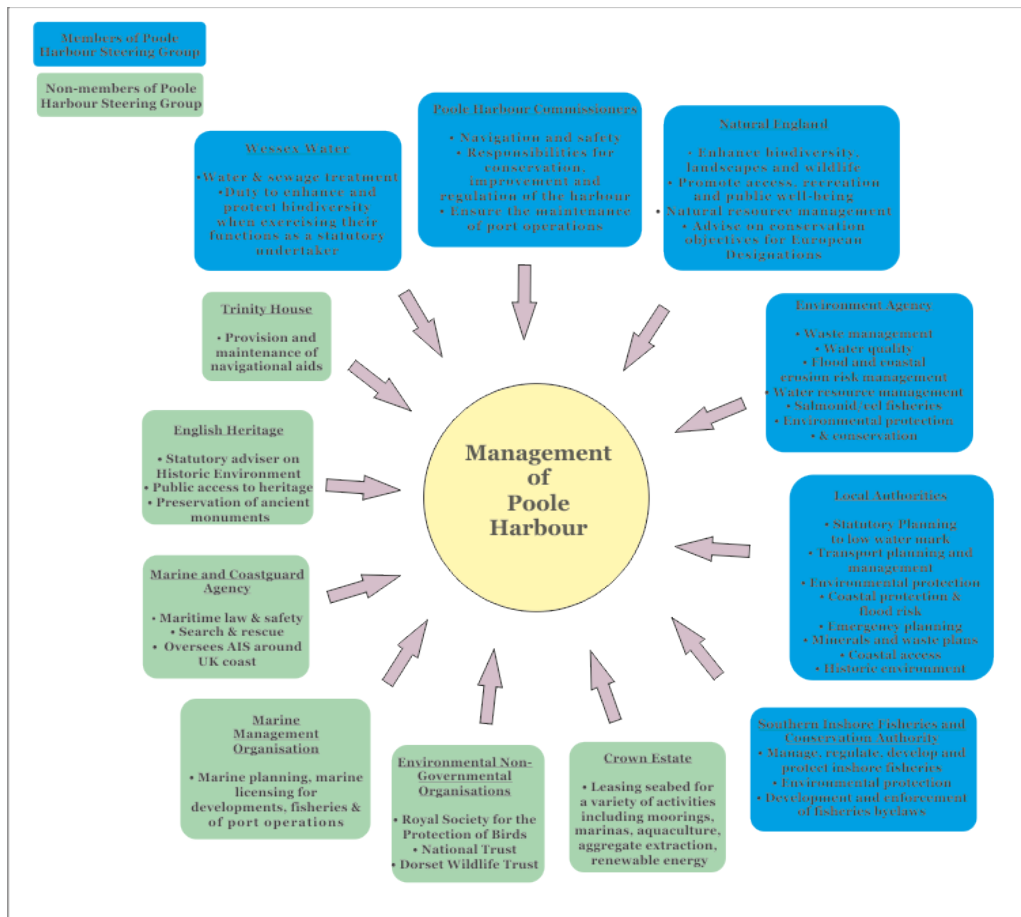 Members of Poole
Harbour Steering Group
Non-members of Poole
Harbour Steering Group
Poole Harbour Commissioners
• Navigation and safety
• Responsibilities for
conservation,
improvement and
regulation of the harbour
• Ensure the maintenance
of port operations
Natural England
• Enhance biodiversity,
landscapes and wildlife
• Promote access, recreation
and public well-being
• Natural resource management
• Advise on conservation
objectives for European
Designations
Wessex Water
• Water & sewage treatment
• Duty to enhance and
protect biodiversity
when exercising their
functions as a statutory
undertaker
Trinity House
• Provision and
maintenance of
navigational aids
Environment Agency
• Waste management
• Water quality
• Flood and coastal
erosion risk management
• Water resource management
• Salmonid/eel fisheries
• Environmental protection
• & conservation
Management
of
Poole
Harbour
English Heritage
• Statutory adviser on
Historic Environment
• Public access to heritage
• Preservation of ancient
monuments
Local Authorities
• Statutory Planning
to low water mark
• Transport planning and
management
• Environmental protection
• Coastal protection &
flood risk
• Emergency planning
• Minerals and waste plans
• Coastal access
• Historic environment
Marine and Coastguard
Agency
• Maritime law & safety
• Search & rescue
• Oversees AIS around
UK coast
Marine
Management
Organisation
• Marine planning, marine
licensing for
developments, fisheries &
of port operations
Environmental Non-
Governmental
Organisations
• Royal Society for the
Protection of Birds
• National Trust
• Dorset Wildlife Trust
Crown Estate
• Leasing seabed for
a variety of activities
including moorings,
marinas, aquaculture,
aggregate extraction,
renewable energy
Southern Inshore Fisheries and
Conservation Authority
• Manage, regulate, develop and
protect inshore fisheries
• Environmental protection
• Development and enforcement
of fisheries byelaws